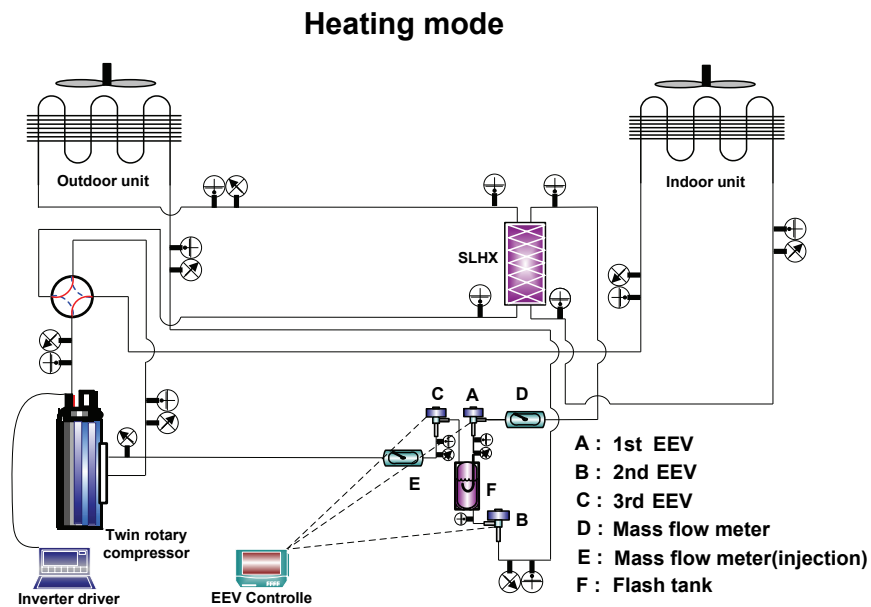 Heating mode
Outdoor unit
Indoor unit
SLHX
C
A
D
E
F
B
A : 1st EEV
B : 2nd EEV
C : 3rd EEV
D : Mass flow meter
E : Mass flow meter(injection)
F : Flash tank
Twin rotary
compressor
Inverter driver
EEV Controlle